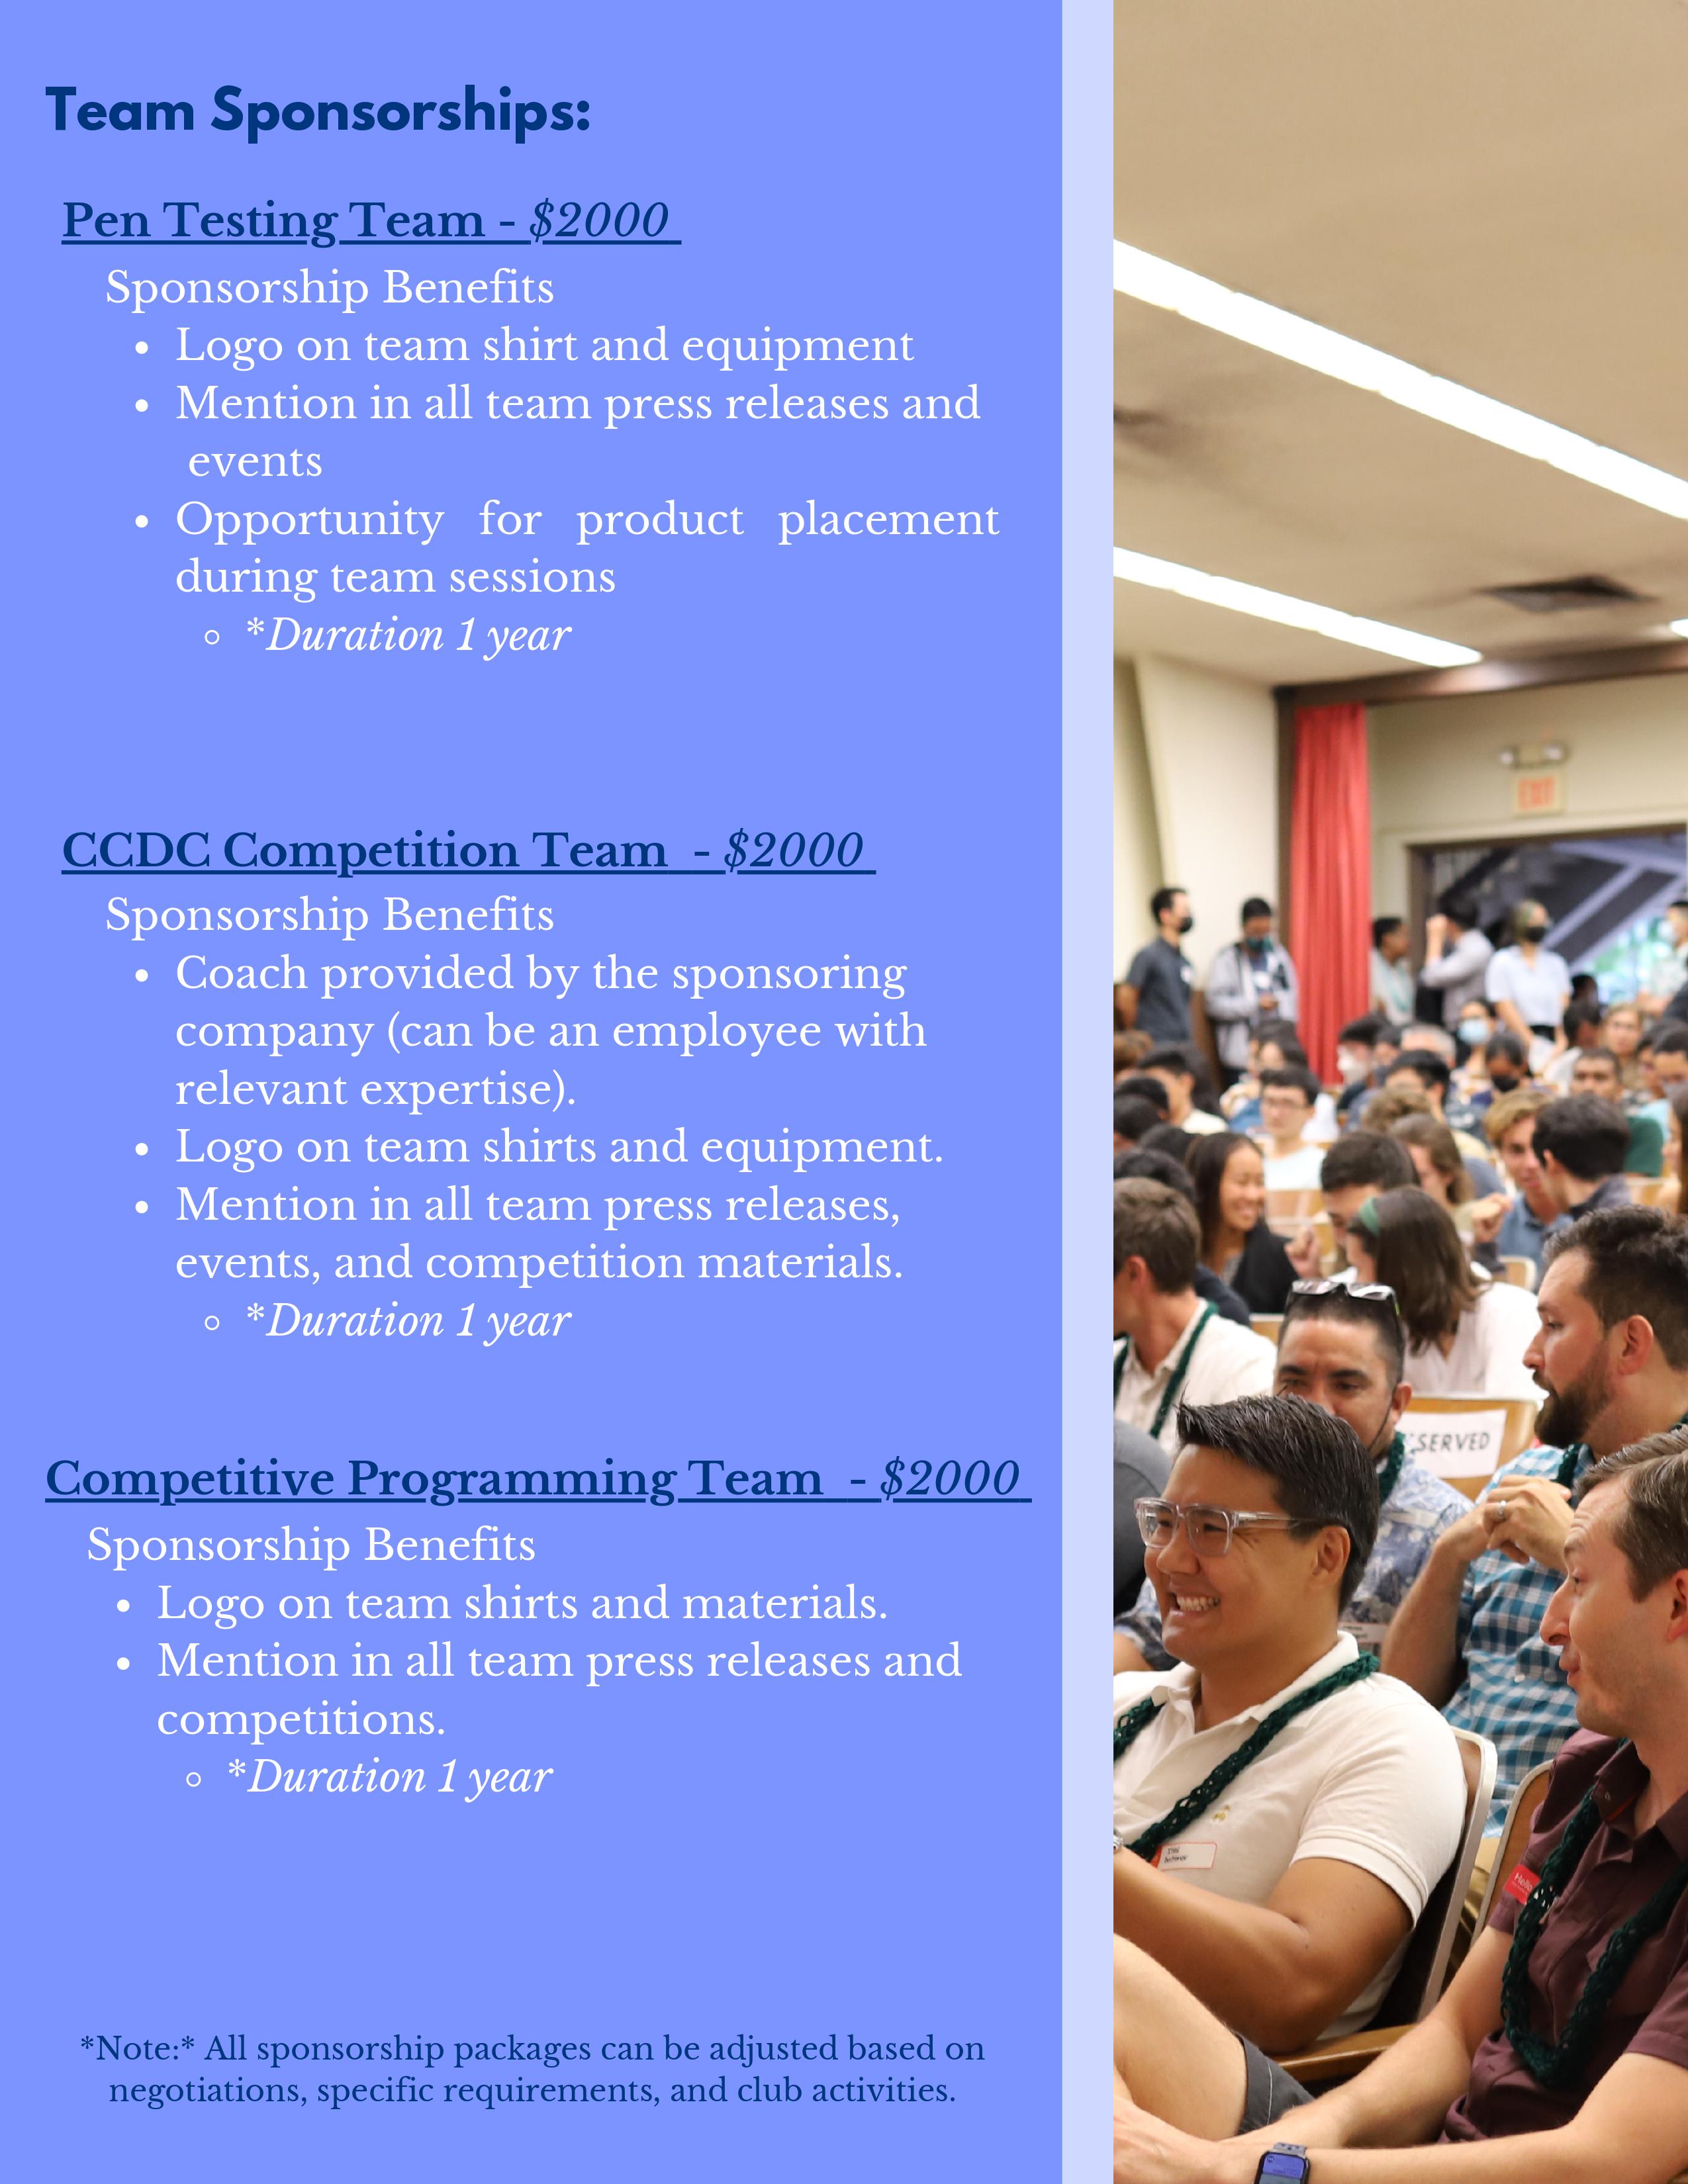 Team Sponsorships:
Pen Testing Team - $2000
Sponsorship Benefits
• Logo on team shirt and equipment
• Mention in all team press releases and
events
• Opportunity for product placement
during team sessions
◦ *Duration 1 year
CCDC Competition Team - $2000
Sponsorship Benefits
• Coach provided by the sponsoring
company (can be an employee with
relevant expertise).
• Logo on team shirts and equipment.
• Mention in all team press releases,
events, and competition materials.
◦ *Duration 1 year
Competitive Programming Team - $2000
Sponsorship Benefits
• Logo on team shirts and materials.
• Mention in all team press releases and
competitions.
◦ *Duration 1 year
*Note:* All sponsorship packages can be adjusted based on
negotiations, specific requirements, and club activities.
EXIT
SERVED
Hello